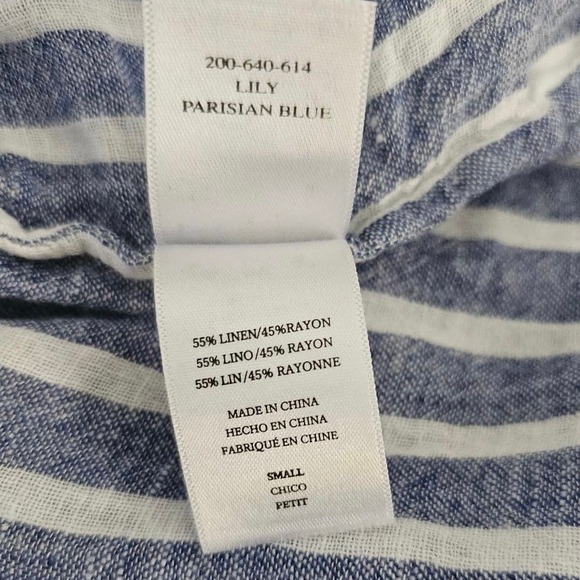 200-640-614
LILY
PARISIAN BLUE
55% LINEN/45%RAYON
55% LINO/45% RAYON
55% LIN/45% RAYONNE
MADE IN CHINA
HECHO EN CHINA
FABRIQUÉ EN CHINE
SMALL
CHICO
PETIT